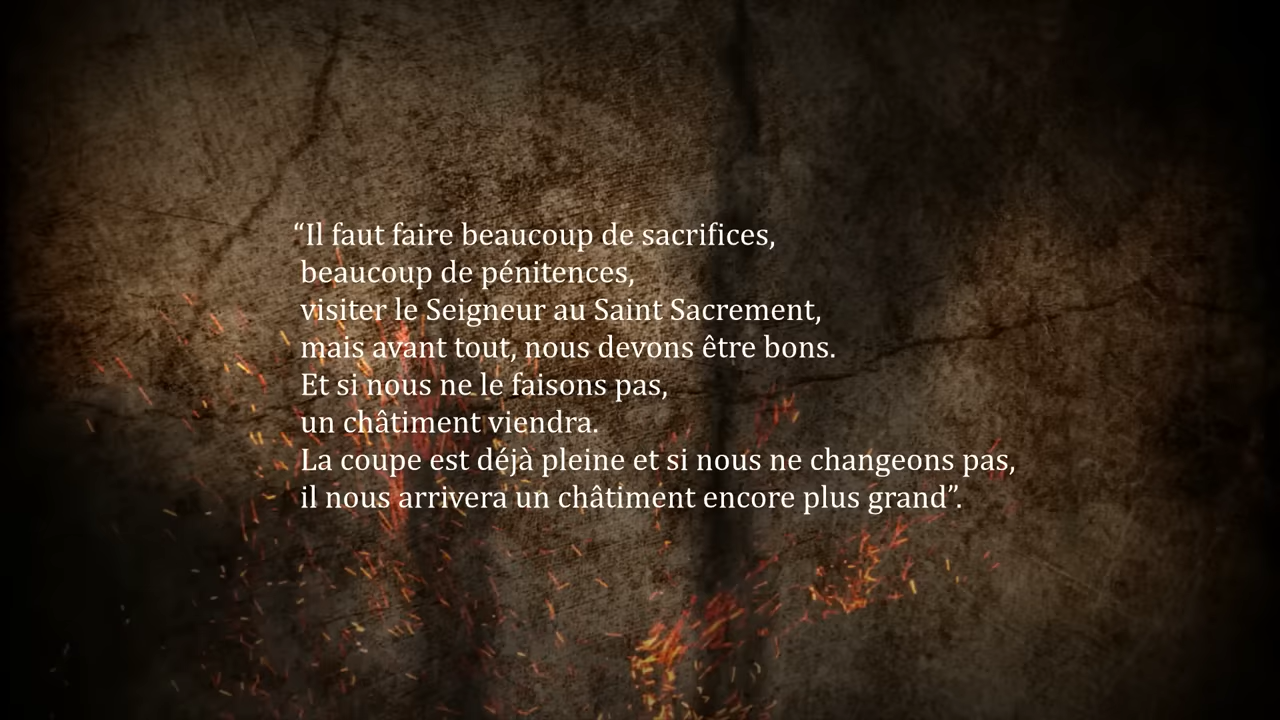 “Il faut faire beaucoup de sacrifices,
beaucoup de pénitences,
visiter le Seigneur au Saint Sacrement,
mais avant tout, nous devons être bons.
Et si nous ne le faisons pas,
un châtiment viendra.
La coupe est déjà pleine et si nous ne changeons pas,
il nous arrivera un châtiment encore plus grand”.